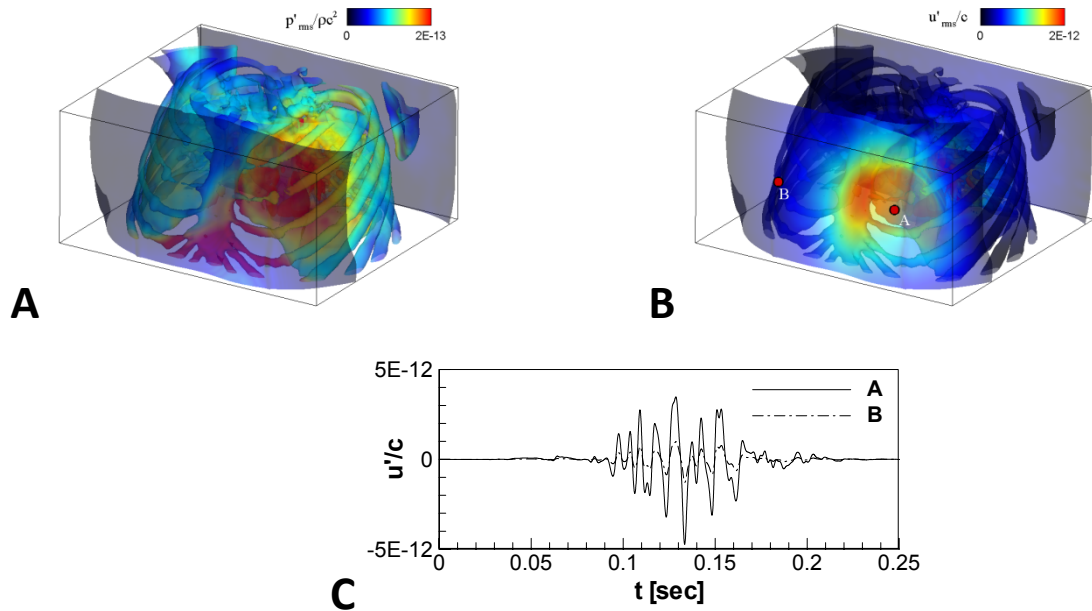 p'rms/ρc²
0 2E-13
u'rms/c
0 2E-12
B
A
A
B
5E-12
0
-5E-12
u'/c
A
B
0 0.05 0.1 0.15 0.2 0.25
t [sec]
C